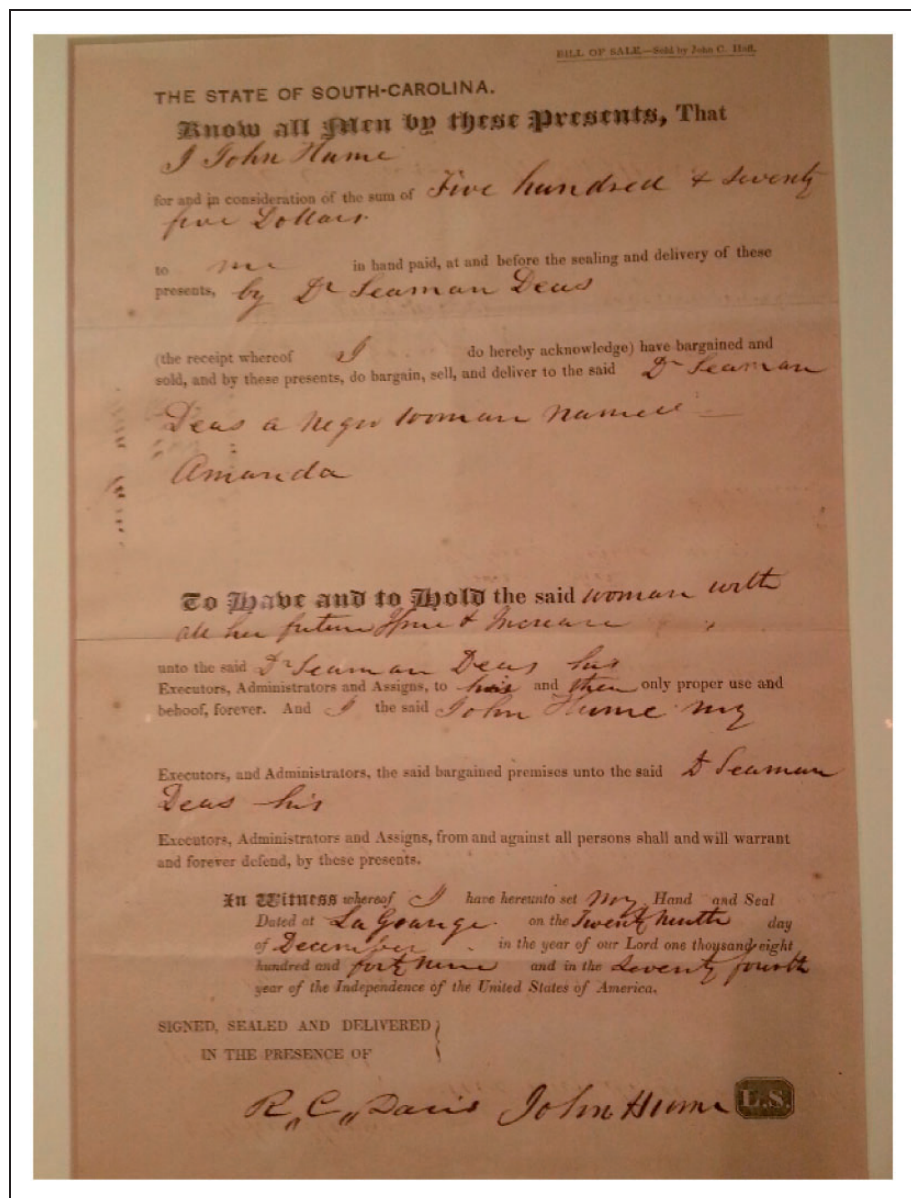 BILL OF SALE.—Sold by John C. Hoff.
THE STATE OF SOUTH-CAROLINA.
Know all Men by these Presents, That
I John Hume
for and in consideration of the sum of Five hundred & Seventy
five Dollars
to me in hand paid, at and before the sealing and delivery of these
presents, by Dr Seaman Deas
(the receipt whereof I do hereby acknowledge) have bargained and
sold, and by these presents, do bargain, sell, and deliver to the said Dr Seaman
Deas a negro woman named
Amanda
To Have and to Hold the said woman with
all her future & Increase
unto the said Dr Seaman Deas his
Executors, Administrators and Assigns, to his and their only proper use and
behoof, forever. And I the said John Hume my
Executors, and Administrators, the said bargained premises unto the said Dr Seaman
Deas his
Executors, Administrators and Assigns, from and against all persons shall and will warrant
and forever defend, by these presents.
In Witness whereof I have hereunto set my Hand and Seal
Dated at La Grange on the Twenty Ninth day
of December in the year of our Lord one thousand eight
hundred and forty nine and in the Seventy fourth
year of the Independence of the United States of America.
SIGNED, SEALED AND DELIVERED
IN THE PRESENCE OF
R,,C,,Davis John Hume L.S.